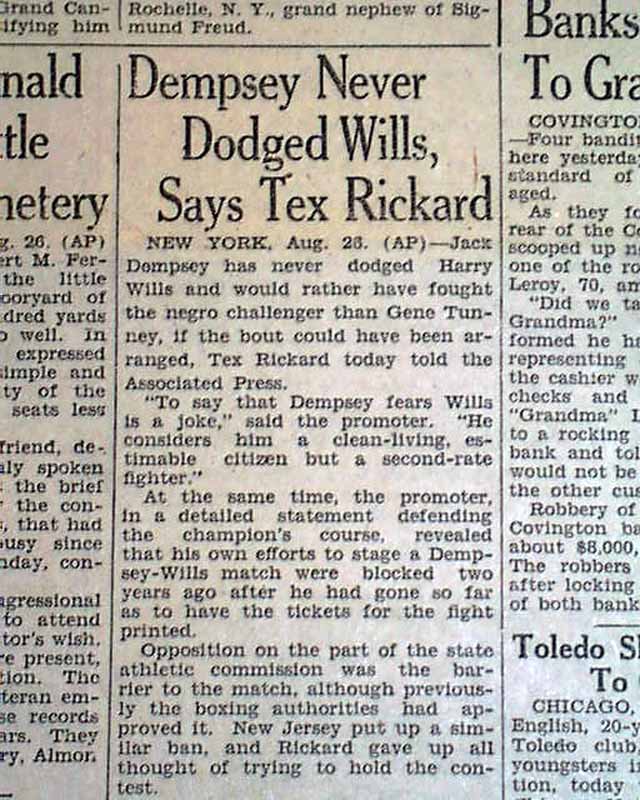 Grand Can-
ifying him
nald
tle
netery
g. 26. (AP)
ert M. Fer-
the little
ooryard of
dred yards
o well. In
expressed
simple and
ty of the
seats less
friend, de-
aly spoken
the brief
the con-
, that had
ousy since
nday, con-
ngressional
to attend
tor's wish.
re present,
tion. The
teran em-
se records
ars. They
ry, Almor.
Rochelle, N. Y., grand nephew of Sig-
mund Freud.
Dempsey Never
Dodged Wills,
Says Tex Rickard
NEW YORK, Aug. 26. (AP)—Jack
Dempsey has never dodged Harry
Wills and would rather have fought
the negro challenger than Gene Tun-
ney, if the bout could have been ar-
ranged, Tex Rickard today told the
Associated Press.
"To say that Dempsey fears Wills
is a joke," said the promoter. "He
considers him a clean-living, es-
timable citizen but a second-rate
fighter."
At the same time, the promoter,
in a detailed statement defending
the champion's course, revealed
that his own efforts to stage a Demp-
sey-Wills match were blocked two
years ago after he had gone so far
as to have the tickets for the fight
printed.
Opposition on the part of the state
athletic commission was the bar-
rier to the match, although previous-
ly the boxing authorities had ap-
proved it. New Jersey put up a sim-
ilar ban, and Rickard gave up all
thought of trying to hold the con-
test.
Banks
To Gra
COVINGTO
—Four bandit
here yesterda
standard of
aged.
As they fo
rear of the Co
scooped up n
one of the ro
Leroy, 70, am
"Did we ta
Grandma?"
formed he ha
representing
the cashier w
checks and
"Grandma" L
to a rocking
bank and tol
would not be
the other cus
Robbery of
Covington ba
about $8,000,
The robbers
after locking
of both bank
Toledo S
To
CHICAGO,
English, 20-y
Toledo club
youngsters i
tion, today